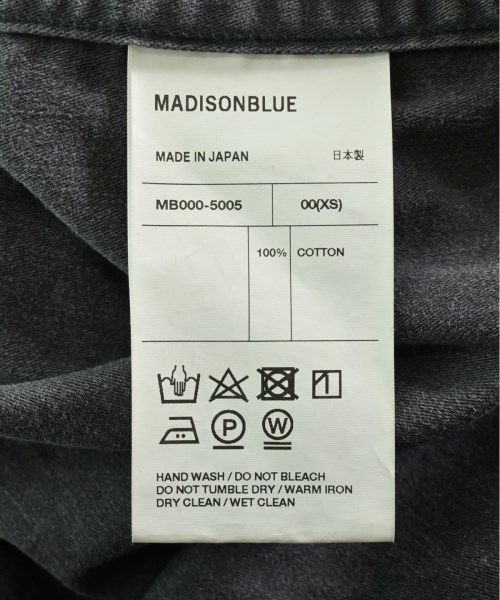 MADISONBLUE
MADE IN JAPAN 日本製
MB000-5005 00(XS)
100% COTTON
P W
HAND WASH / DO NOT BLEACH
DO NOT TUMBLE DRY / WARM IRON
DRY CLEAN / WET CLEAN